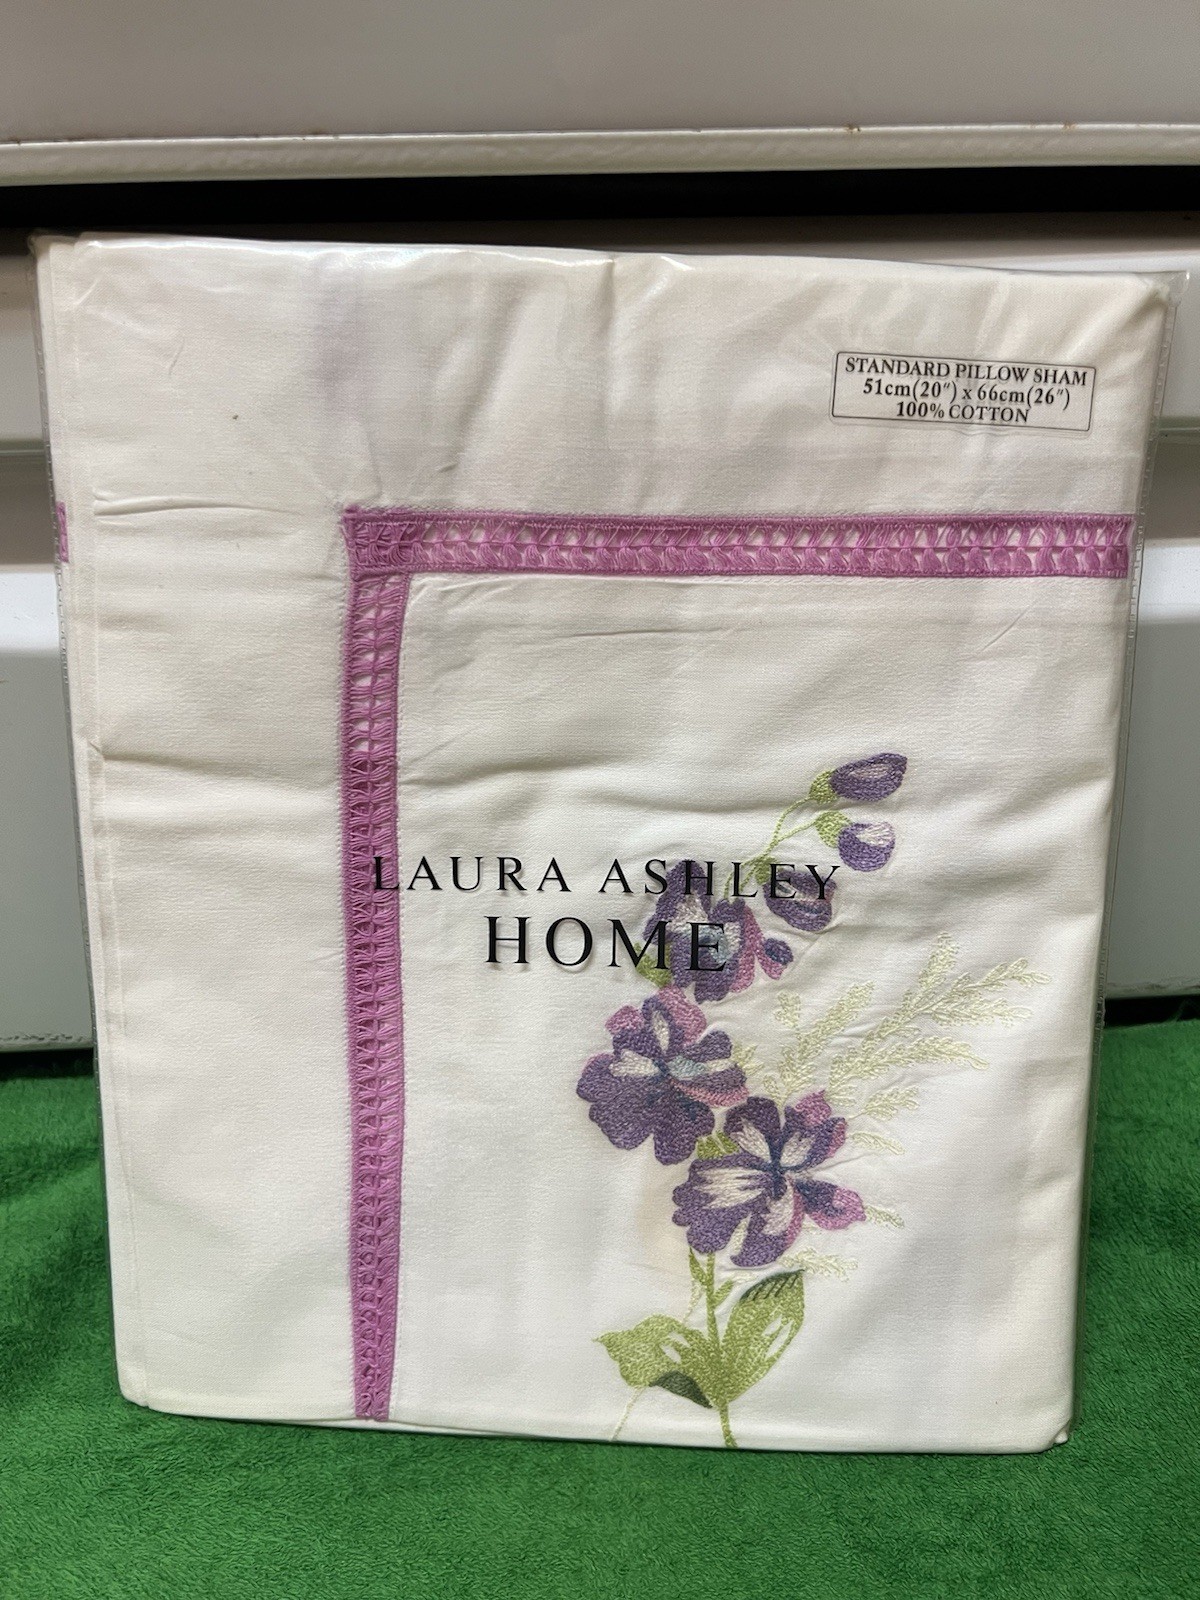 STANDARD PILLOW SHAM
51cm(20") x 66cm(26")
100% COTTON
LAURA ASHLEY
HOME